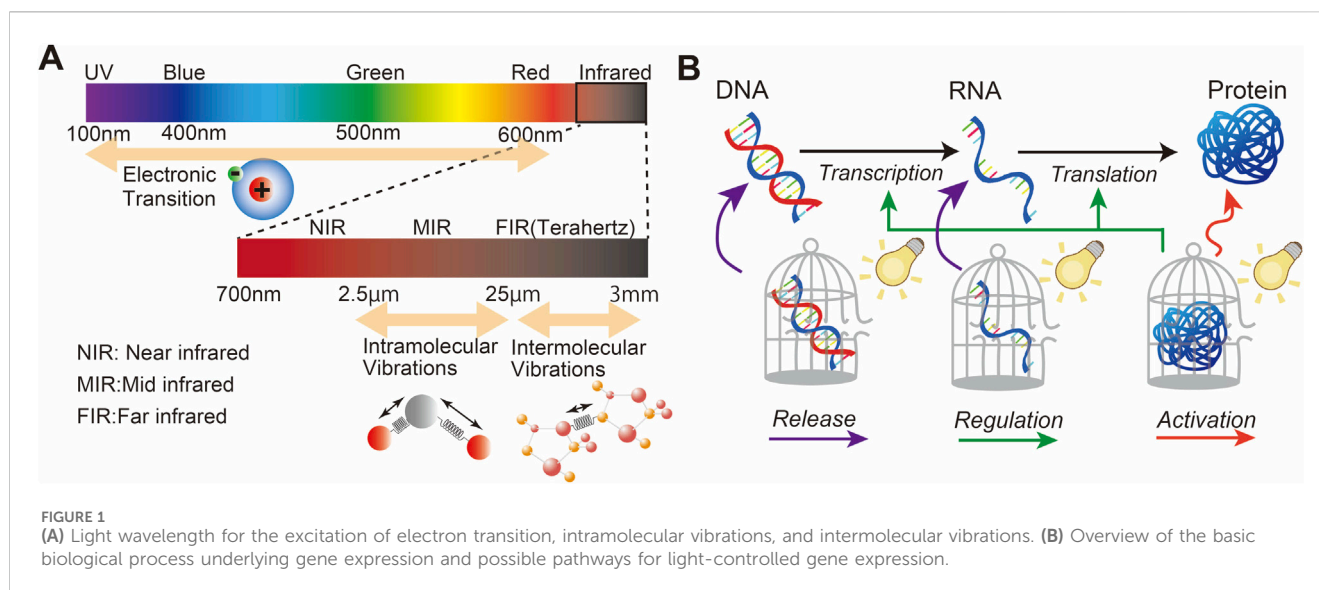 A
UV Blue Green Red Infrared
100nm 400nm 500nm 600nm
Electronic
Transition
- +
NIR MIR FIR(Terahertz)
700nm 2.5μm 25μm 3mm
Intramolecular
Vibrations
Intermolecular
Vibrations
NIR: Near infrared
MIR:Mid infrared
FIR:Far infrared
B
DNA RNA Protein
Transcription Translation
Release Regulation Activation
FIGURE 1
(A) Light wavelength for the excitation of electron transition, intramolecular vibrations, and intermolecular vibrations. (B) Overview of the basic
biological process underlying gene expression and possible pathways for light-controlled gene expression.